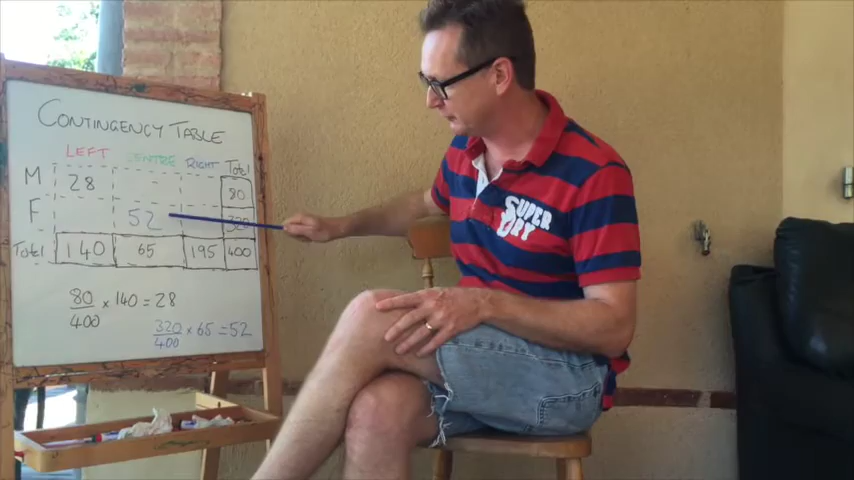 CONTINGENCY TABLE
LEFT CENTRE RIGHT Total
M 28 80
F 52 320
Total 140 65 195 400
80/400 × 140 = 28
320/400 × 65 = 52
SUPER
DRY